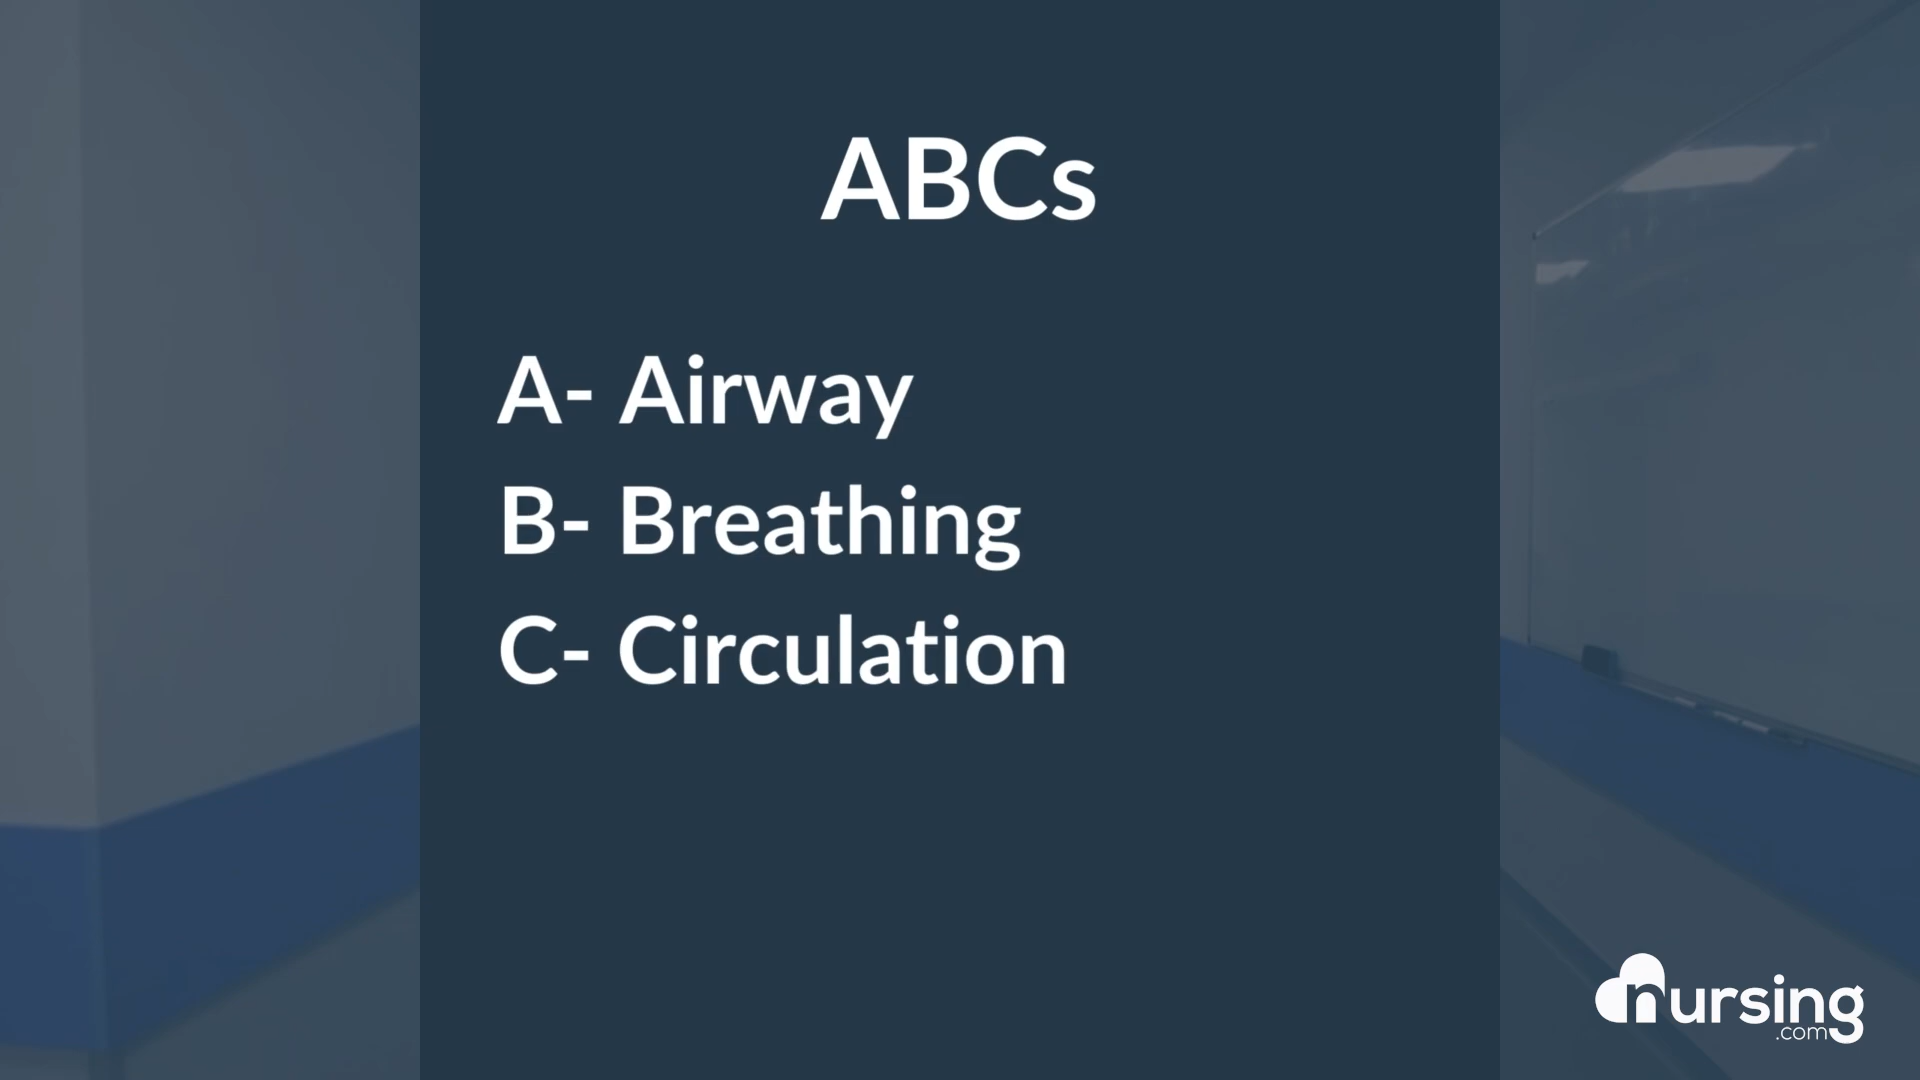 ABCs
A- Airway
B- Breathing
C- Circulation
nursing
.com